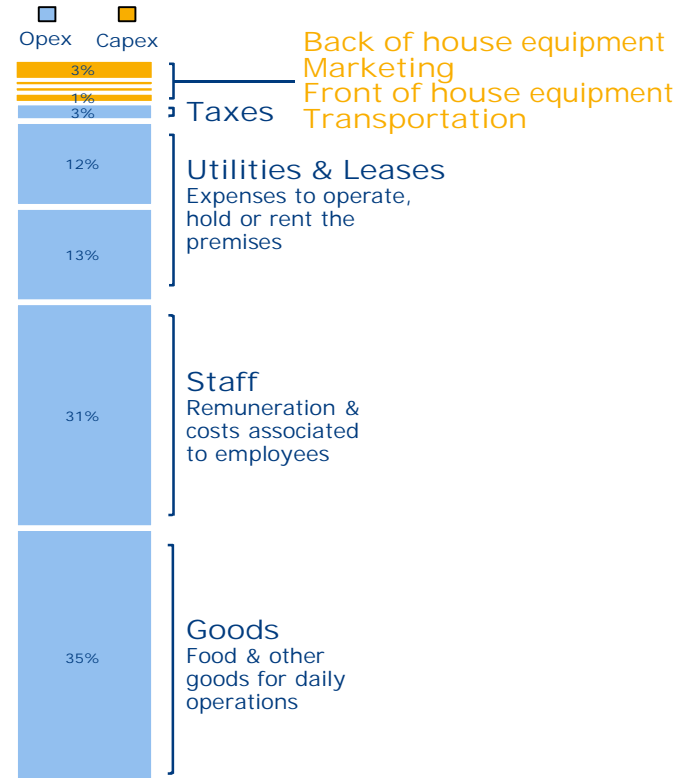 Opex Capex
3%
1%
3%
Back of house equipment
Marketing
Front of house equipment
Transportation
Taxes
12%
13%
Utilities & Leases
Expenses to operate,
hold or rent the
premises
31%
Staff
Remuneration &
costs associated
to employees
35%
Goods
Food & other
goods for daily
operations